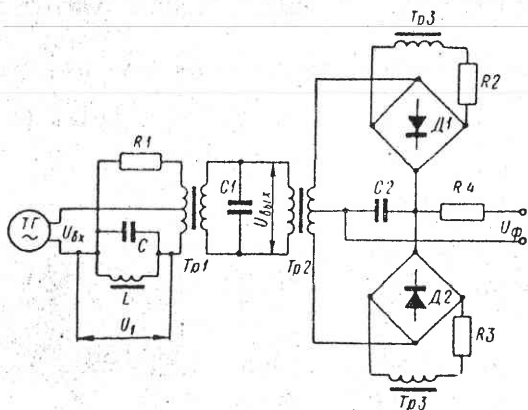 Тр3
R2
Д1
R1
ТГ
~
Uвх
C
L
U1
Тр1
C1
Uвых
Тр2
C2
R4
Uф
Д2
R3
Тр3